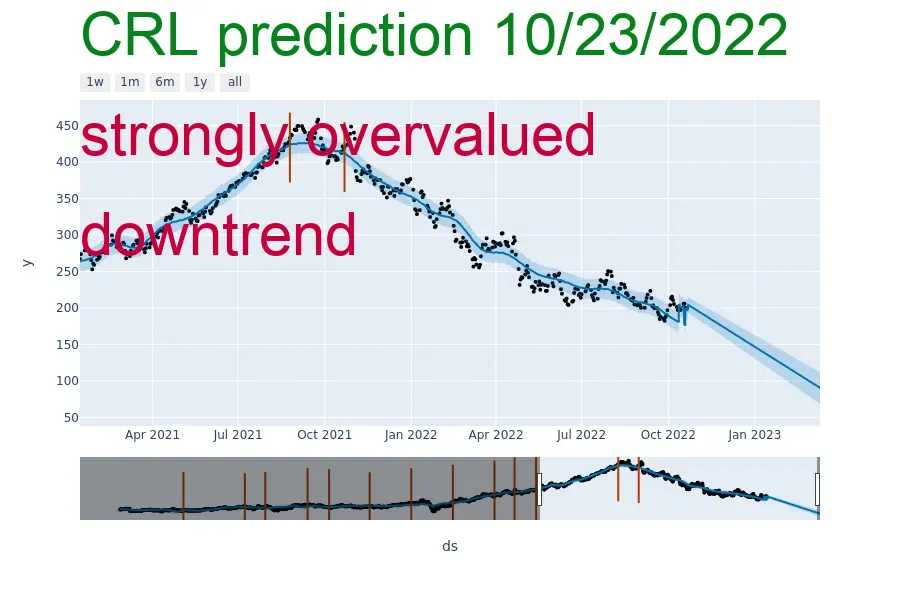 CRL prediction 10/23/2022
1w 1m 6m 1y all
strongly overvalued
downtrend
y
450
400
350
300
250
200
150
100
50
Apr 2021 Jul 2021 Oct 2021 Jan 2022 Apr 2022 Jul 2022 Oct 2022 Jan 2023
ds